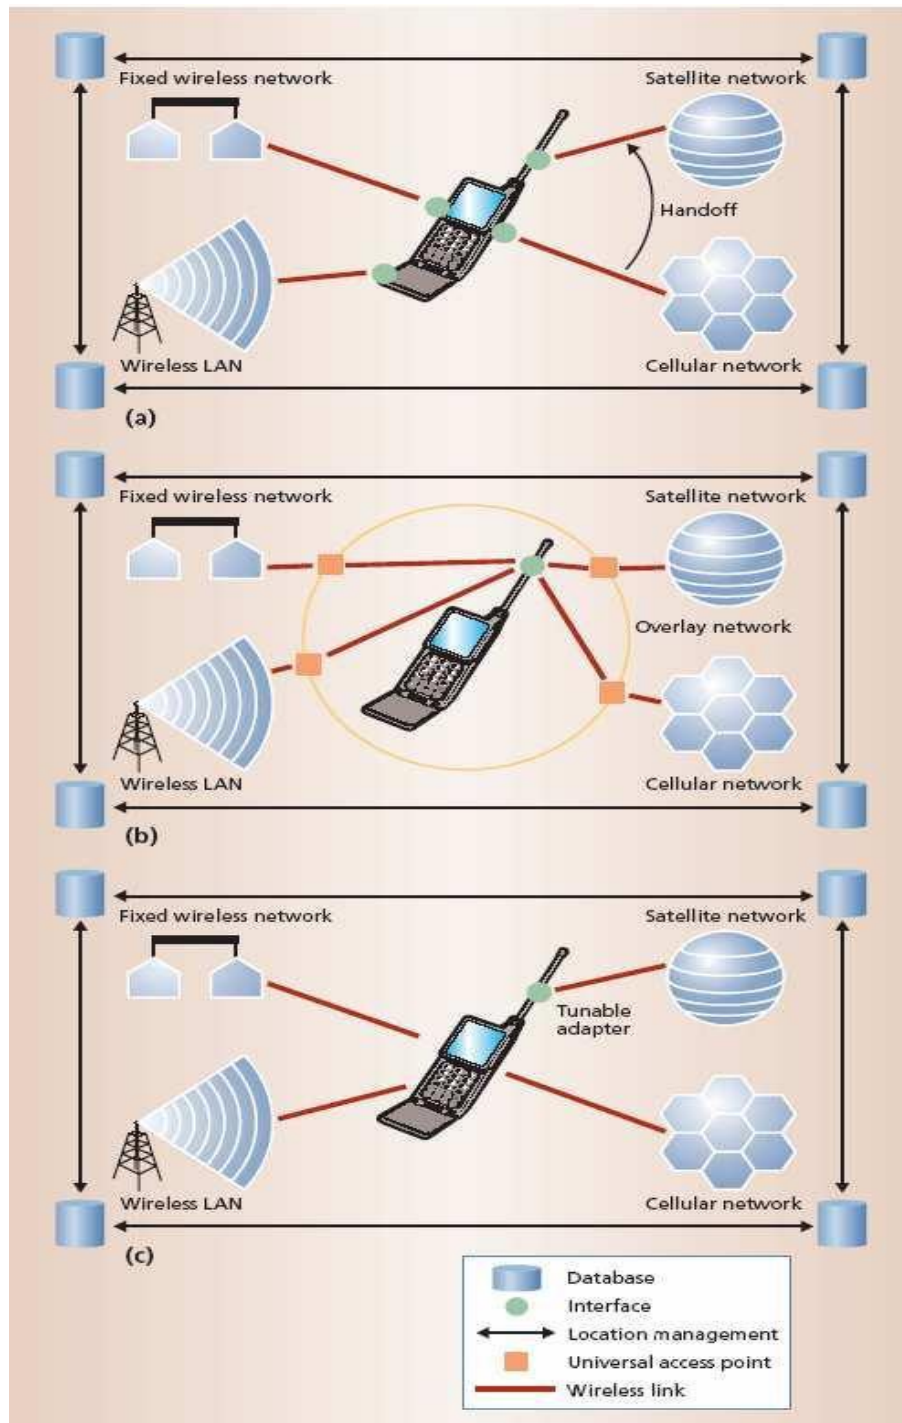 Fixed wireless network
Satellite network
Handoff
Wireless LAN
Cellular network
(a)
Fixed wireless network
Satellite network
Overlay network
Wireless LAN
Cellular network
(b)
Fixed wireless network
Satellite network
Tunable
adapter
Wireless LAN
Cellular network
(c)
Database
Interface
Location management
Universal access point
Wireless link